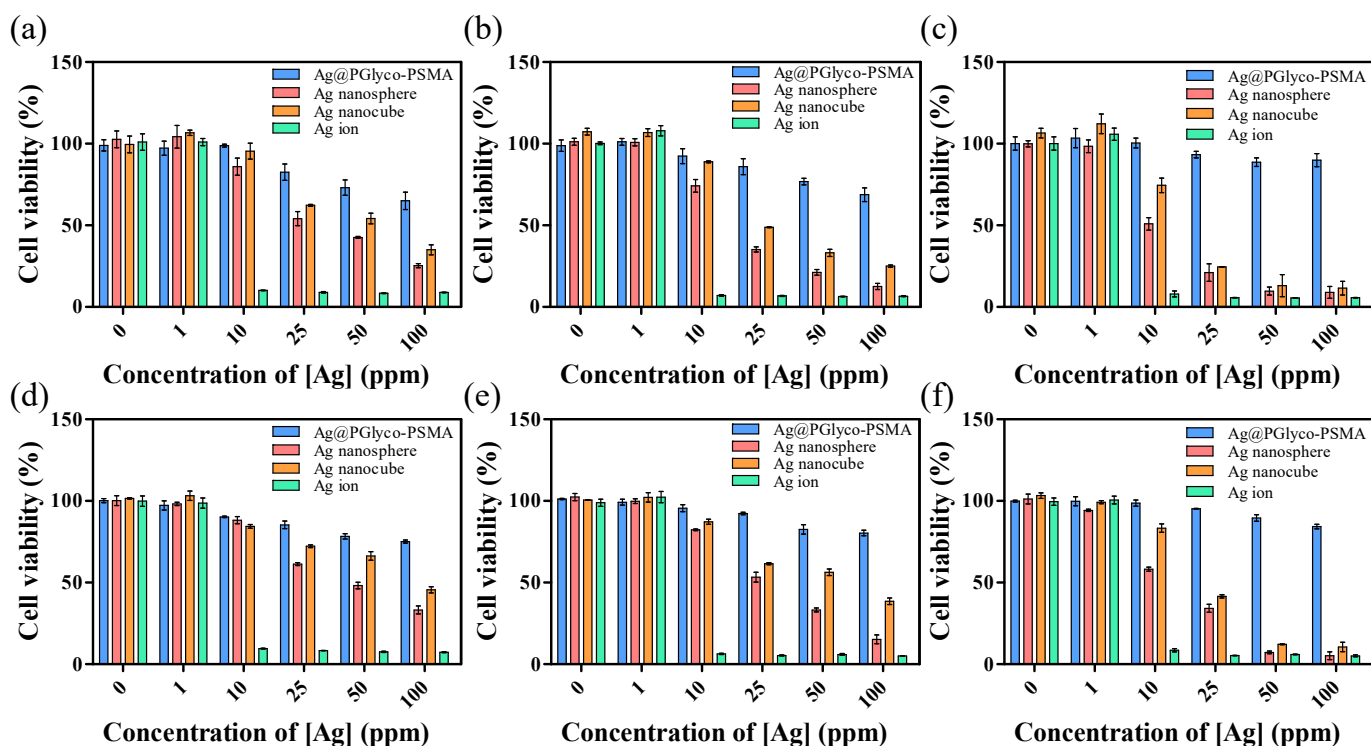 (a)
150
100
50
0
Cell viability (%)
Ag@PGlyco-PSMA
Ag nanosphere
Ag nanocube
Ag ion
0 1 10 25 50 100
Concentration of [Ag] (ppm)
(b)
150
100
50
0
Cell viability (%)
Ag@PGlyco-PSMA
Ag nanosphere
Ag nanocube
Ag ion
0 1 10 25 50 100
Concentration of [Ag] (ppm)
(c)
150
100
50
0
Cell viability (%)
Ag@PGlyco-PSMA
Ag nanosphere
Ag nanocube
Ag ion
0 1 10 25 50 100
Concentration of [Ag] (ppm)
(d)
150
100
50
0
Cell viability (%)
Ag@PGlyco-PSMA
Ag nanosphere
Ag nanocube
Ag ion
0 1 10 25 50 100
Concentration of [Ag] (ppm)
(e)
150
100
50
0
Cell viability (%)
Ag@PGlyco-PSMA
Ag nanosphere
Ag nanocube
Ag ion
0 1 10 25 50 100
Concentration of [Ag] (ppm)
(f)
150
100
50
0
Cell viability (%)
Ag@PGlyco-PSMA
Ag nanosphere
Ag nanocube
Ag ion
0 1 10 25 50 100
Concentration of [Ag] (ppm)